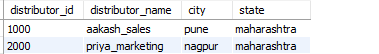 distributor_id distributor_name city state
1000 aakash_sales pune maharashtra
2000 priya_marketing nagpur maharashtra